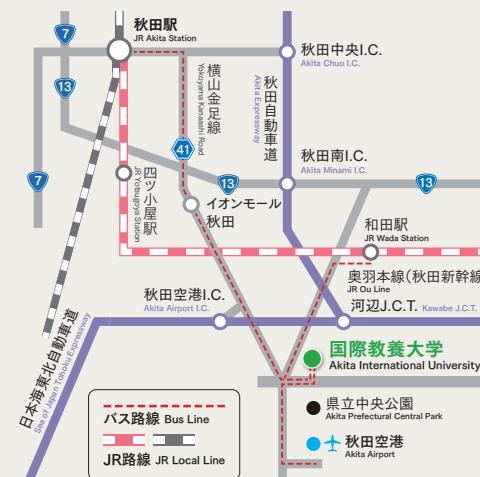 7
秋田駅
JR Akita Station
秋田中央I.C.
Akita Chuo I.C.
13
横山金足線
Yokoyama Kanaashi Road
秋田自動車道
Akita Expressway
41
秋田南I.C.
Akita Minami I.C.
7
四ツ小屋駅
JR Yotsugoya Station
13
13
イオンモール
秋田
和田駅
JR Wada Station
奥羽本線(秋田新幹線
JR Ou Line
秋田空港I.C.
Akita Airport I.C.
河辺J.C.T. Kawabe J.C.T.
日本海東北自動車道
Sea of Japan Tohoku Expressway
国際教養大学
Akita International University
県立中央公園
Akita Prefectural Central Park
秋田空港
Akita Airport
バス路線 Bus Line
JR路線 JR Local Line